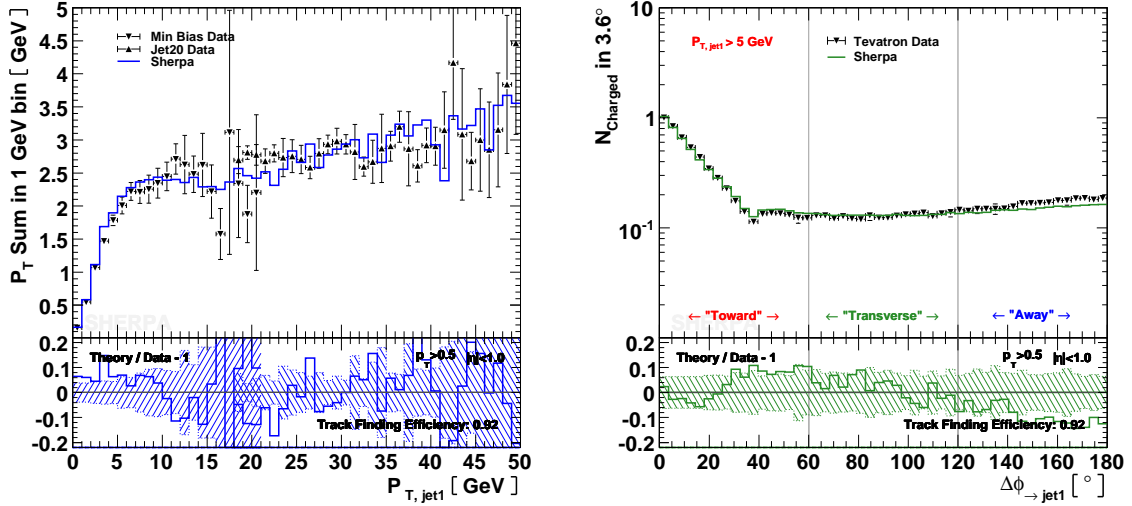 P_T Sum in 1 GeV bin [ GeV]
Min Bias Data
Jet20 Data
Sherpa
5
4.5
4
3.5
3
2.5
2
1.5
1
0.5
SHERPA
Theory / Data - 1
p_T>0.5 |η|<1.0
0.2
0.1
0
-0.1
-0.2
Track Finding Efficiency: 0.92
0 5 10 15 20 25 30 35 40 45 50
P_T, jet1 [ GeV]
N_Charged in 3.6°
P_T, jet1 > 5 GeV
Tevatron Data
Sherpa
10
1
10^-1
← "Toward" → ← "Transverse" → ← "Away" →
SHERPA
Theory / Data - 1
p_T>0.5 |η|<1.0
0.2
0.1
0
-0.1
-0.2
Track Finding Efficiency: 0.92
0 20 40 60 80 100 120 140 160 180
Δϕ→ jet1 [ °]